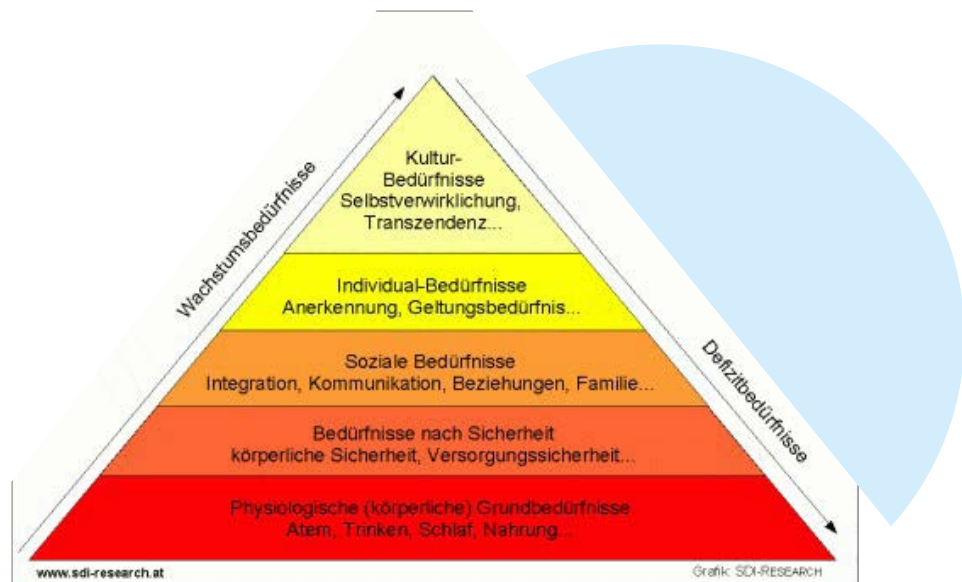 Kultur-
Bedürfnisse
Selbstverwirklichung,
Transzendenz...
Wachstumsbedürfnisse
Individual-Bedürfnisse
Anerkennung, Geltungsbedürfnis...
Defizitbedürfnisse
Soziale Bedürfnisse
Integration, Kommunikation, Beziehungen, Familie...
Bedürfnisse nach Sicherheit
körperliche Sicherheit, Versorgungssicherheit...
Physiologische (körperliche) Grundbedürfnisse
Atem, Trinken, Schlaf, Nahrung...
www.sdi-research.at
Grafik: SDI-RESEARCH